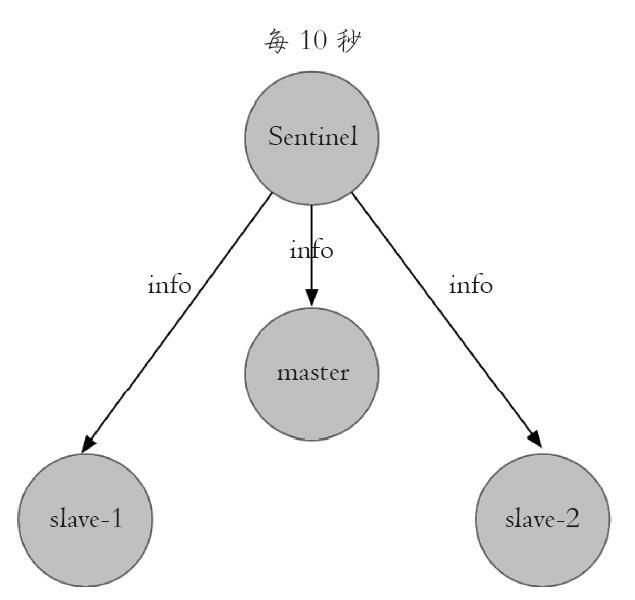 每 10 秒
Sentinel
info
info
info
master
slave-1
slave-2